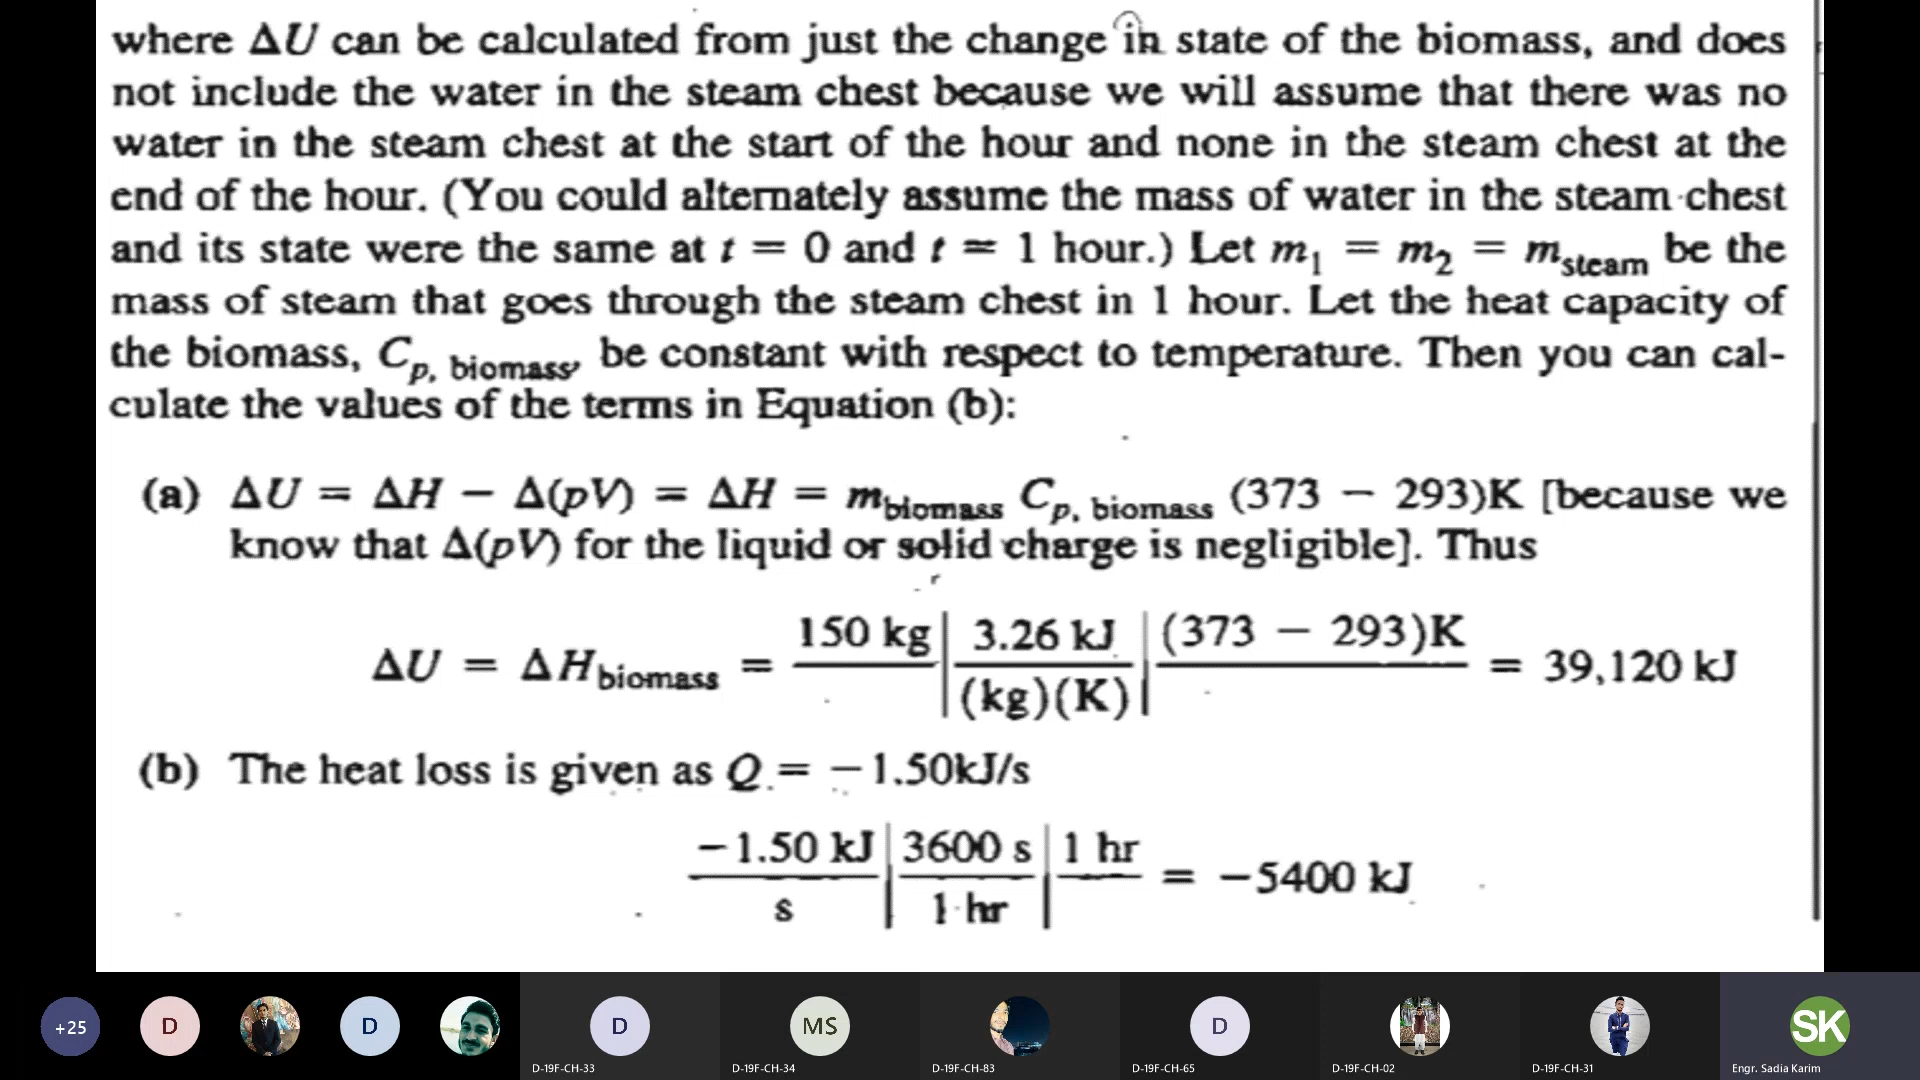 where ΔU can be calculated from just the change in state of the biomass, and does
not include the water in the steam chest because we will assume that there was no
water in the steam chest at the start of the hour and none in the steam chest at the
end of the hour. (You could alternately assume the mass of water in the steam chest
and its state were the same at t = 0 and t = 1 hour.) Let m₁ = m₂ = m_steam be the
mass of steam that goes through the steam chest in 1 hour. Let the heat capacity of
the biomass, C_p, biomass, be constant with respect to temperature. Then you can cal-
culate the values of the terms in Equation (b):
(a) ΔU = ΔH − Δ(pV) = ΔH = m_biomass C_p, biomass (373 − 293)K [because we
know that Δ(pV) for the liquid or solid charge is negligible]. Thus
150 kg | 3.26 kJ | (373 − 293)K
ΔU = ΔH_biomass = = 39,120 kJ
(kg)(K)
(b) The heat loss is given as Q = −1.50kJ/s
−1.50 kJ | 3600 s | 1 hr
= −5400 kJ
s | 1 hr
+25
D
D
D
MS
D
SK
D-19F-CH-33
D-19F-CH-34
D-19F-CH-83
D-19F-CH-65
D-19F-CH-02
D-19F-CH-31
Engr. Sadia Karim